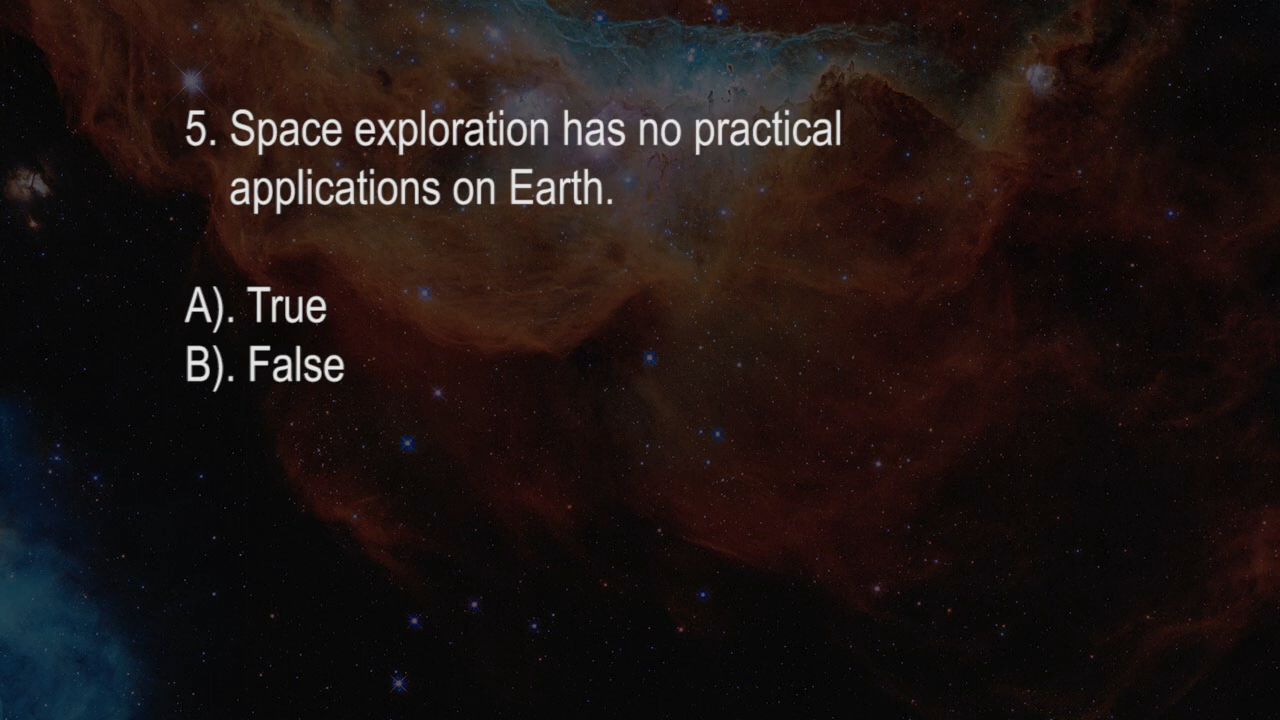 5. Space exploration has no practical
applications on Earth.
A). True
B). False